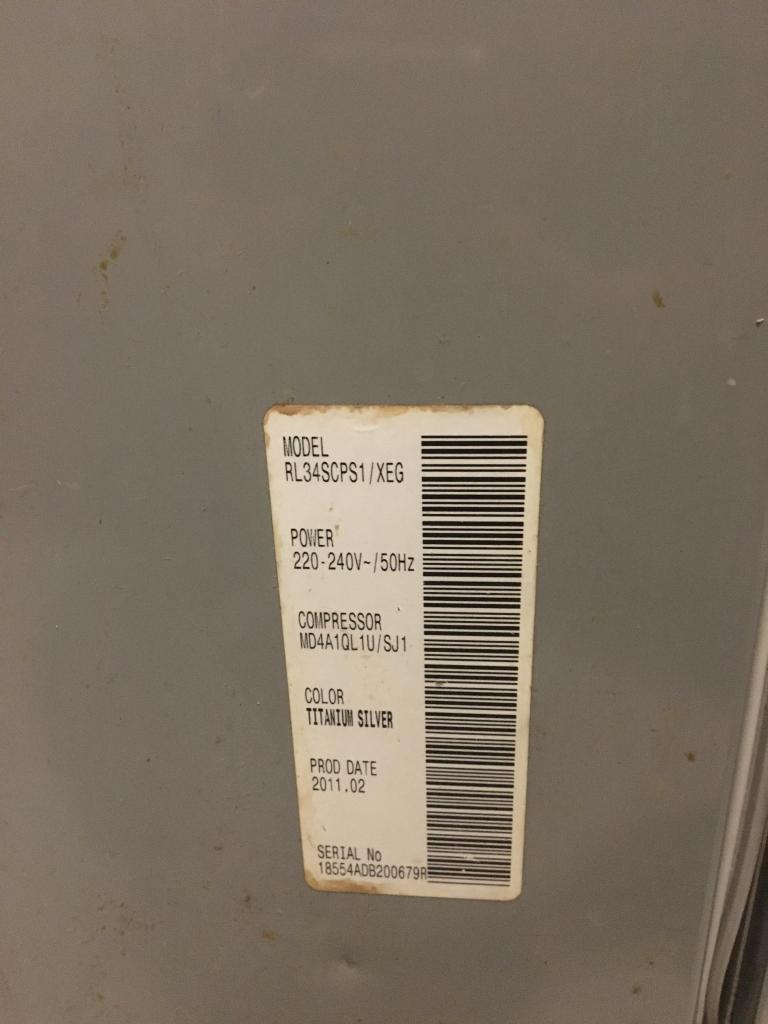 MODEL
RL34SCPS1/XEG
POWER
220-240V~/50Hz
COMPRESSOR
MD4A1QL1U/SJ1
COLOR
TITANIUM SILVER
PROD DATE
2011.02
SERIAL No
18554ADB200679R